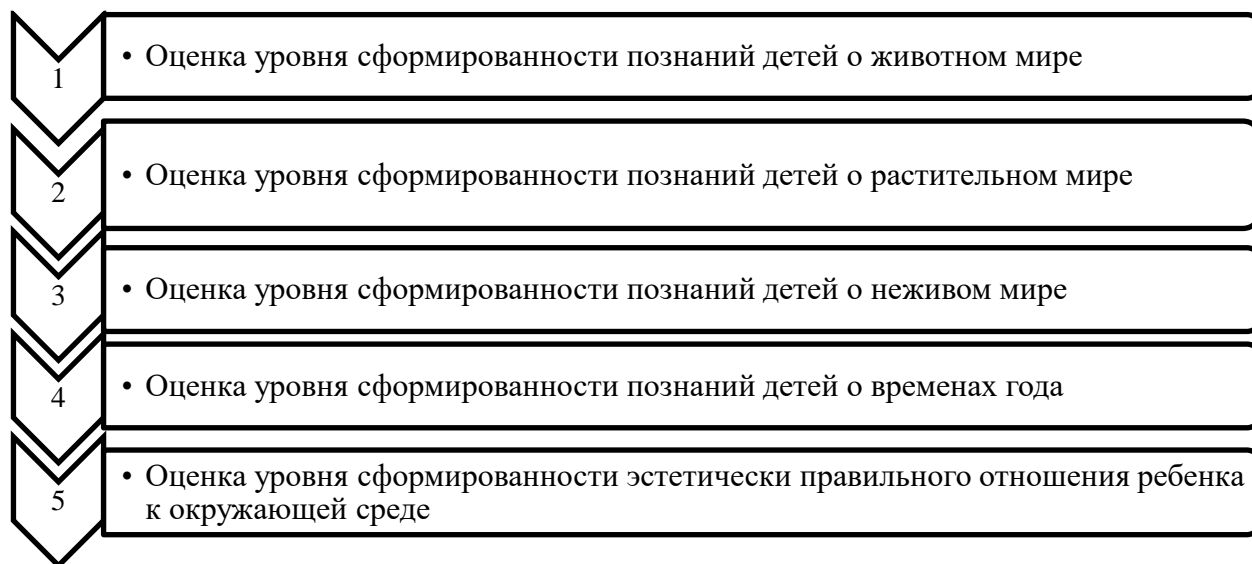 1
• Оценка уровня сформированности познаний детей о животном мире
2
• Оценка уровня сформированности познаний детей о растительном мире
3
• Оценка уровня сформированности познаний детей о неживом мире
4
• Оценка уровня сформированности познаний детей о временах года
5
• Оценка уровня сформированности эстетически правильного отношения ребенка
к окружающей среде